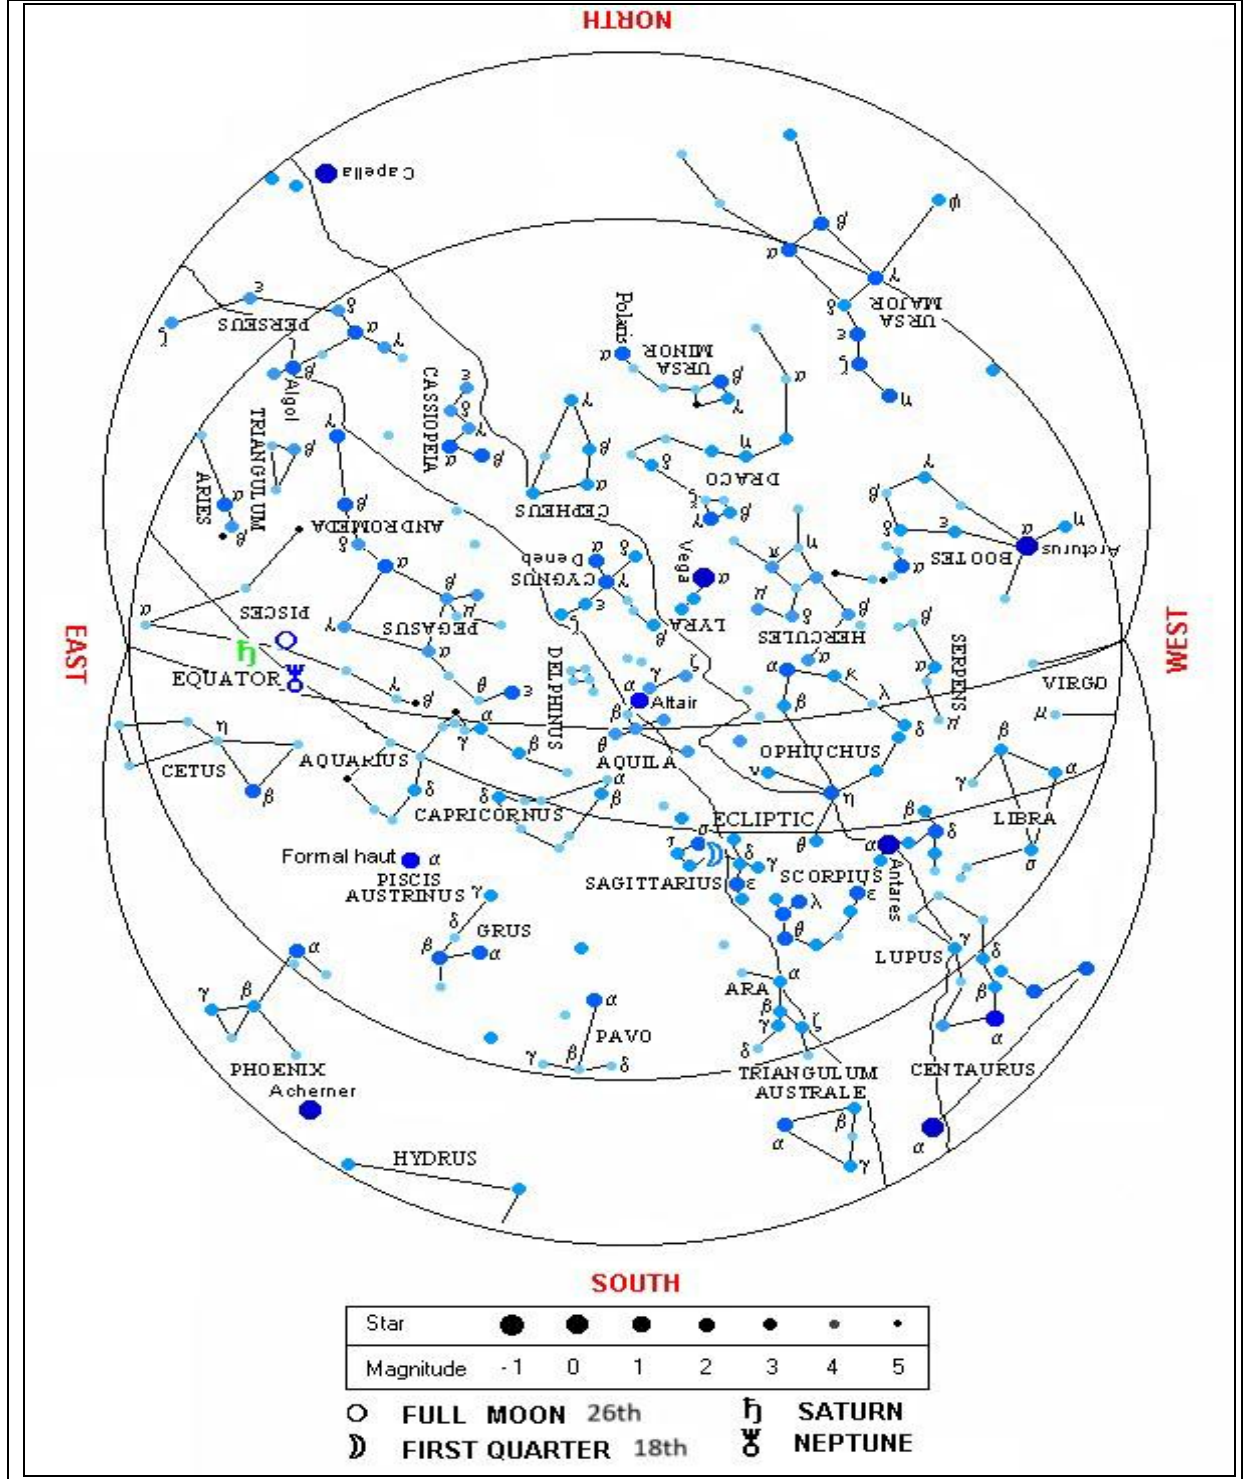 NORTH
Capella
ψ
β
α
γ
URSA
MAJOR
δ
ε
ζ
η
ε
δ
PERSEUS
ζ
α
γ
β
Algol
Polaris
α
URSA
MINOR
β
γ
α
CASSIOPEIA
ε
δ
γ
α
β
γ
β
α
CEPHEUS
TRIANGULUM
β
γ
η
DRACO
δ
ξ
β
γ
γ
β
δ
ε
α
η
BOOTES
Arcturus
ARIES
α
β
β
ANDROMEDA
δ
α
Deneb
α
δ
CYGNUS
γ
ε
ζ
β
Vega
α
LYRA
π
η
μ
δ
β
HERCULES
α
β
α
SERPENS
μ
α
PISCES
β
μ
γ
PEGASUS
α
θ
ε
EAST
WEST
EQUATOR
γ
β
DELPHINUS
γ
ζ
α
Altair
β
θ
AQUILA
α
κ
λ
β
δ
OPHIUCHUS
ν
η
θ
VIRGO
μ
η
CETUS
β
AQUARIUS
γ
α
β
δ
δ
CAPRICORNUS
α
β
ECLIPTIC
β
γ
α
LIBRA
σ
Formal haut
α
PISCIS
AUSTRINUS
γ
δ
GRUS
β
α
σ
τ
δ
γ
ε
SAGITTARIUS
SCORPIUS
λ
θ
ε
α
Antares
β
δ
LUPUS
γ
δ
β
α
CENTAURUS
α
α
γ
β
PHOENIX
Acherner
α
PAVO
γ
β
δ
ARA
α
β
γ
ζ
δ
TRIANGULUM
AUSTRALE
α
β
γ
HYDRUS
SOUTH
Star
Magnitude -1 0 1 2 3 4 5
FULL MOON 26th
SATURN
FIRST QUARTER 18th
NEPTUNE